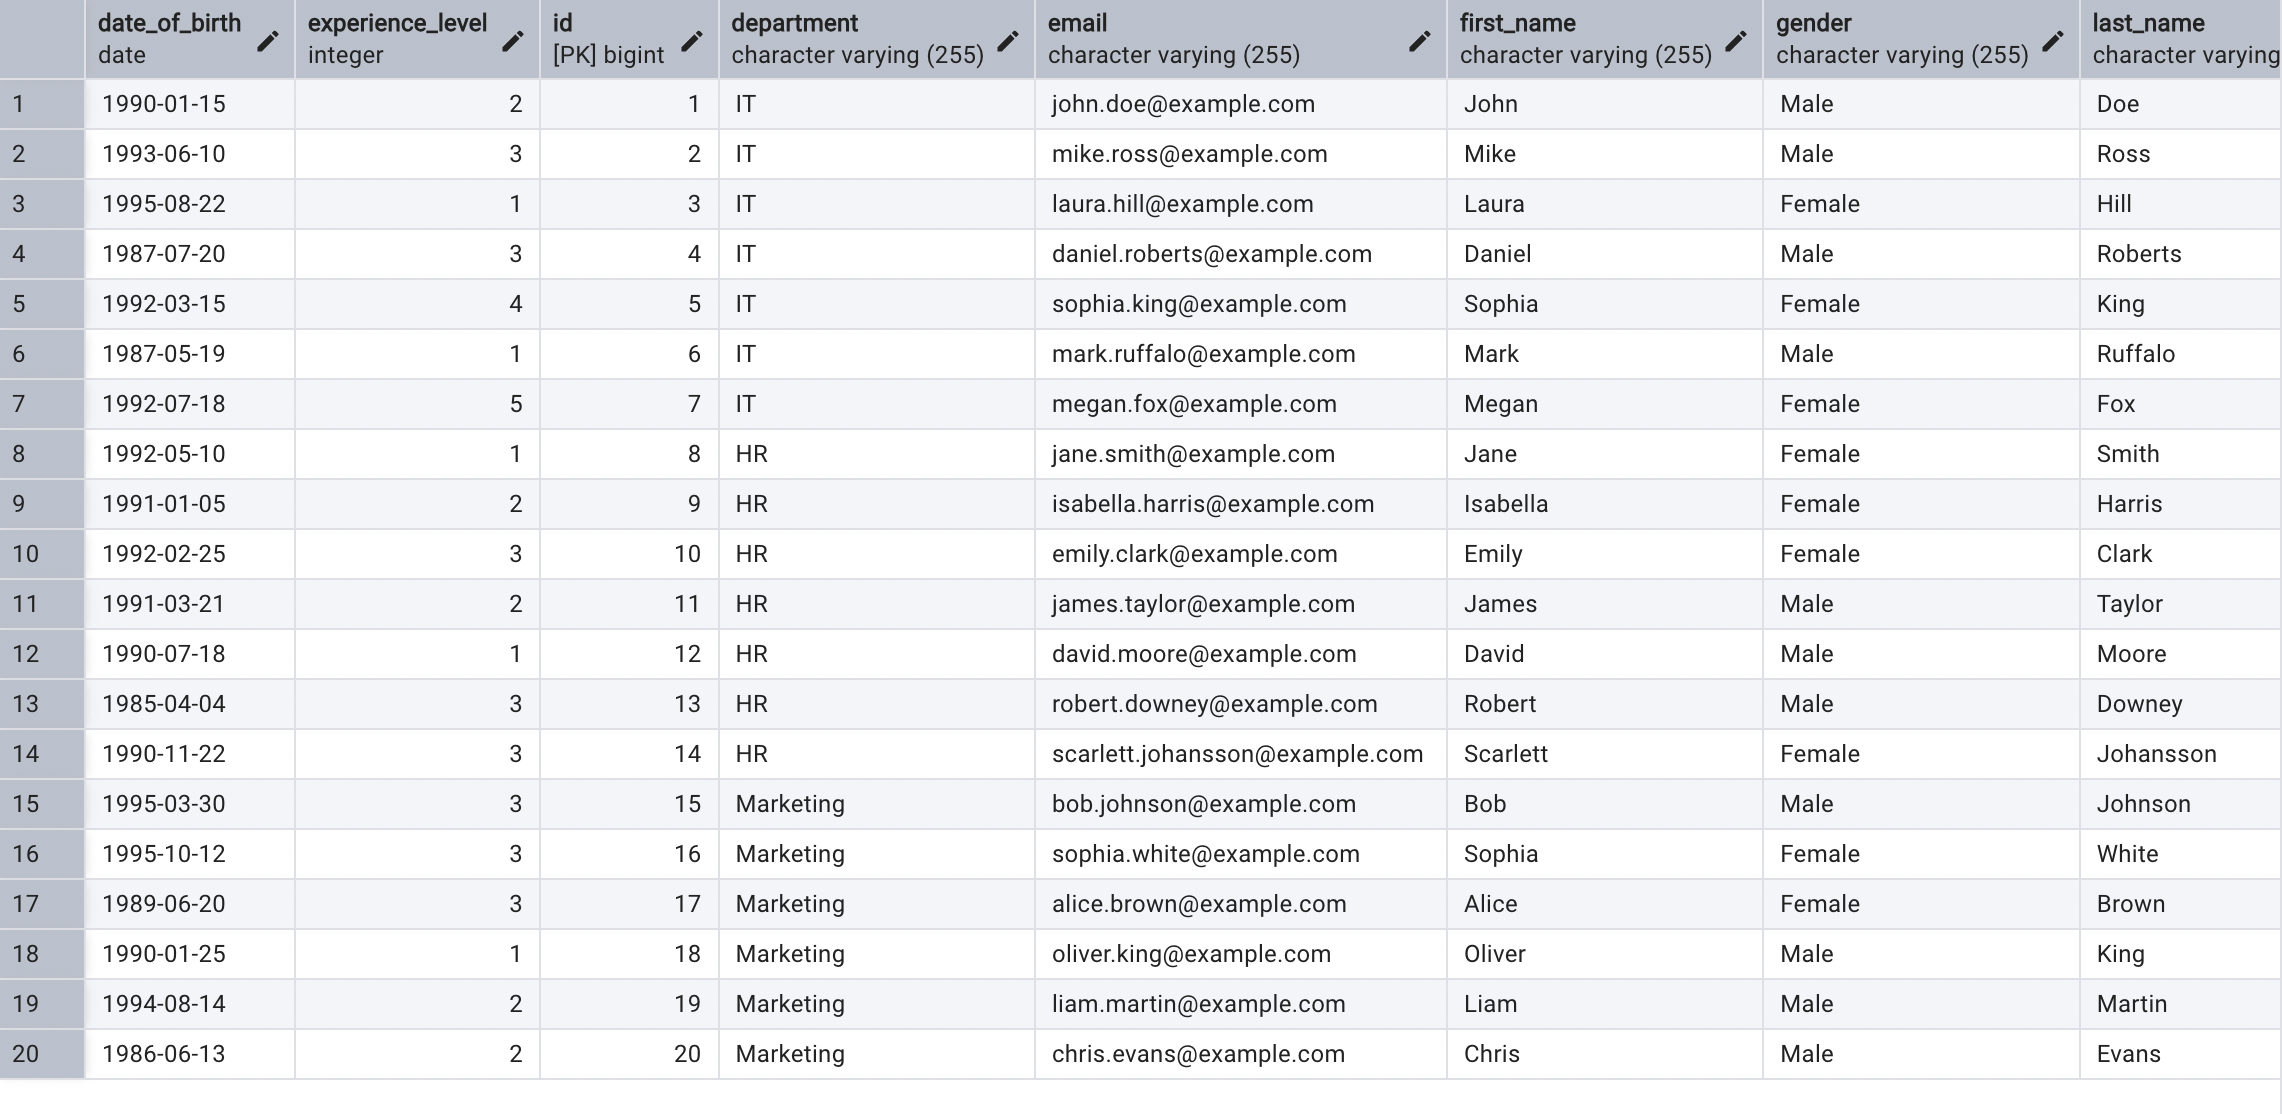 date_of_birth experience_level id department email first_name gender last_name
date integer [PK] bigint character varying (255) character varying (255) character varying (255) character varying (255) character varying
1 1990-01-15 2 1 IT john.doe@example.com John Male Doe
2 1993-06-10 3 2 IT mike.ross@example.com Mike Male Ross
3 1995-08-22 1 3 IT laura.hill@example.com Laura Female Hill
4 1987-07-20 3 4 IT daniel.roberts@example.com Daniel Male Roberts
5 1992-03-15 4 5 IT sophia.king@example.com Sophia Female King
6 1987-05-19 1 6 IT mark.ruffalo@example.com Mark Male Ruffalo
7 1992-07-18 5 7 IT megan.fox@example.com Megan Female Fox
8 1992-05-10 1 8 HR jane.smith@example.com Jane Female Smith
9 1991-01-05 2 9 HR isabella.harris@example.com Isabella Female Harris
10 1992-02-25 3 10 HR emily.clark@example.com Emily Female Clark
11 1991-03-21 2 11 HR james.taylor@example.com James Male Taylor
12 1990-07-18 1 12 HR david.moore@example.com David Male Moore
13 1985-04-04 3 13 HR robert.downey@example.com Robert Male Downey
14 1990-11-22 3 14 HR scarlett.johansson@example.com Scarlett Female Johansson
15 1995-03-30 3 15 Marketing bob.johnson@example.com Bob Male Johnson
16 1995-10-12 3 16 Marketing sophia.white@example.com Sophia Female White
17 1989-06-20 3 17 Marketing alice.brown@example.com Alice Female Brown
18 1990-01-25 1 18 Marketing oliver.king@example.com Oliver Male King
19 1994-08-14 2 19 Marketing liam.martin@example.com Liam Male Martin
20 1986-06-13 2 20 Marketing chris.evans@example.com Chris Male Evans